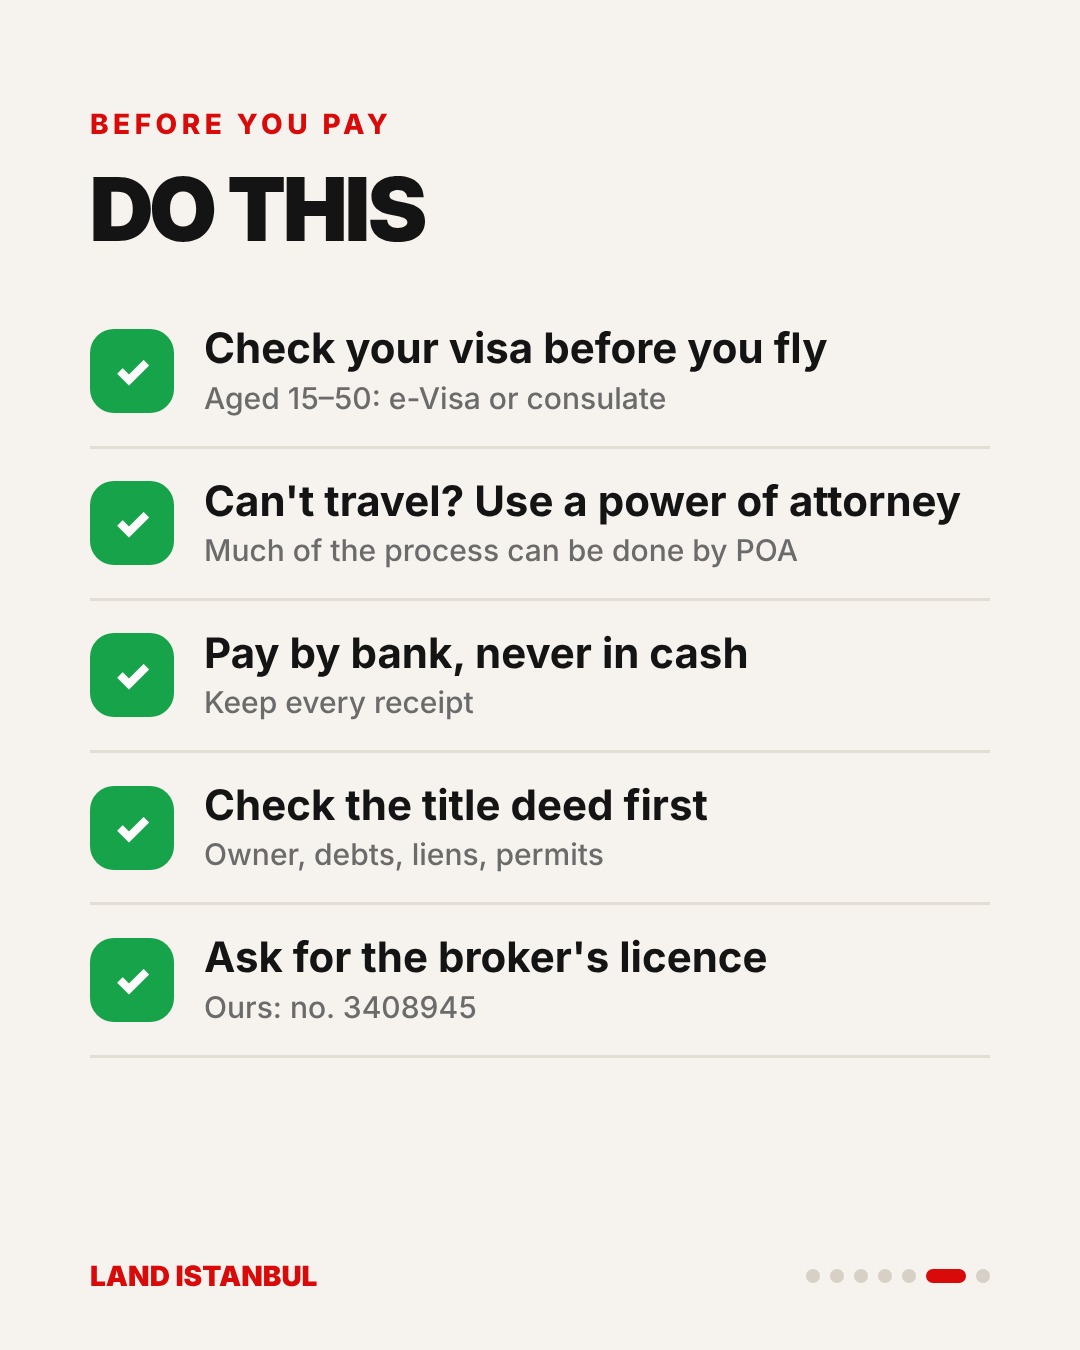 BEFORE YOU PAY
DO THIS
Check your visa before you fly
Aged 15–50: e-Visa or consulate
Can't travel? Use a power of attorney
Much of the process can be done by POA
Pay by bank, never in cash
Keep every receipt
Check the title deed first
Owner, debts, liens, permits
Ask for the broker's licence
Ours: no. 3408945
LAND ISTANBUL